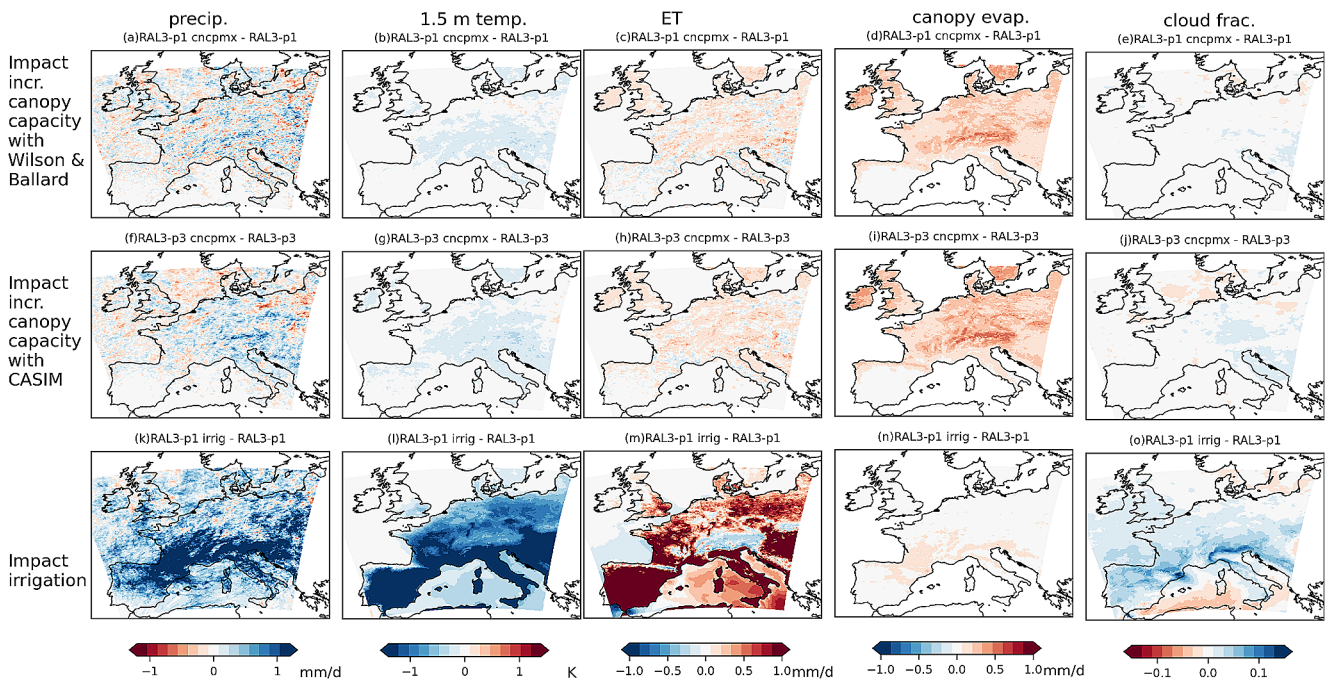 precip. 1.5 m temp. ET canopy evap. cloud frac.
(a)RAL3-p1 cncpmx - RAL3-p1 (b)RAL3-p1 cncpmx - RAL3-p1 (c)RAL3-p1 cncpmx - RAL3-p1 (d)RAL3-p1 cncpmx - RAL3-p1 (e)RAL3-p1 cncpmx - RAL3-p1
Impact
incr.
canopy
capacity
with
Wilson &
Ballard
(f)RAL3-p3 cncpmx - RAL3-p3 (g)RAL3-p3 cncpmx - RAL3-p3 (h)RAL3-p3 cncpmx - RAL3-p3 (i)RAL3-p3 cncpmx - RAL3-p3 (j)RAL3-p3 cncpmx - RAL3-p3
Impact
incr.
canopy
capacity
with
CASIM
(k)RAL3-p1 irrig - RAL3-p1 (l)RAL3-p1 irrig - RAL3-p1 (m)RAL3-p1 irrig - RAL3-p1 (n)RAL3-p1 irrig - RAL3-p1 (o)RAL3-p1 irrig - RAL3-p1
Impact
irrigation
−1 0 1 mm/d −1 0 1 K −1.0 −0.5 0.0 0.5 1.0 mm/d −1.0 −0.5 0.0 0.5 1.0 mm/d −0.1 0.0 0.1